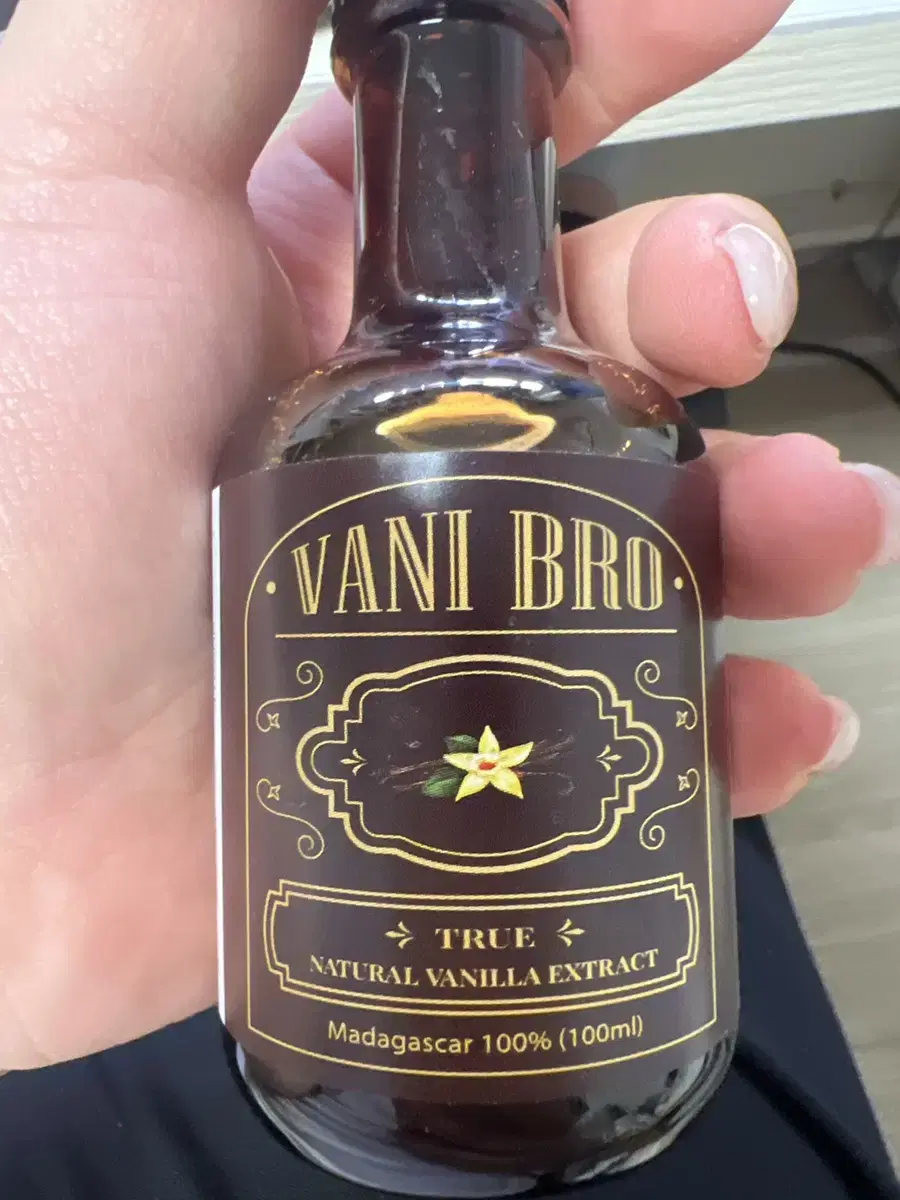 VANI BRO
TRUE
NATURAL VANILLA EXTRACT
Madagascar 100% (100ml)